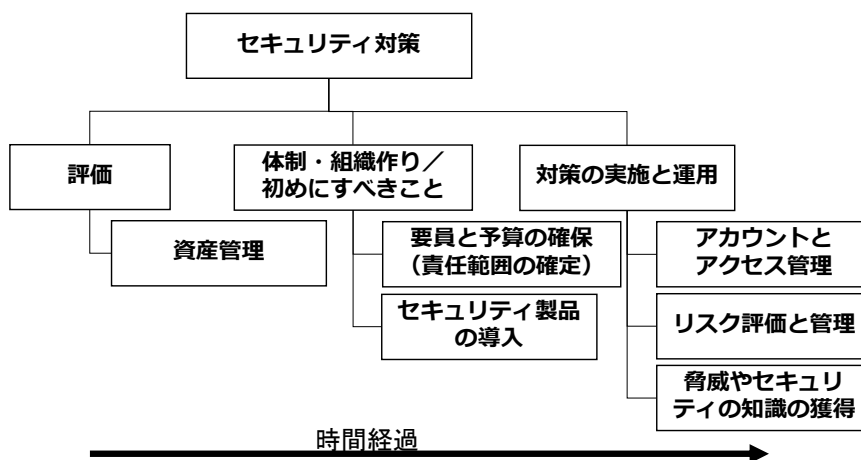 セキュリティ対策
評価
体制・組織作り／
初めにすべきこと
対策の実施と運用
資産管理
要員と予算の確保
（責任範囲の確定）
セキュリティ製品
の導入
アカウントと
アクセス管理
リスク評価と管理
脅威やセキュリ
ティの知識の獲得
時間経過